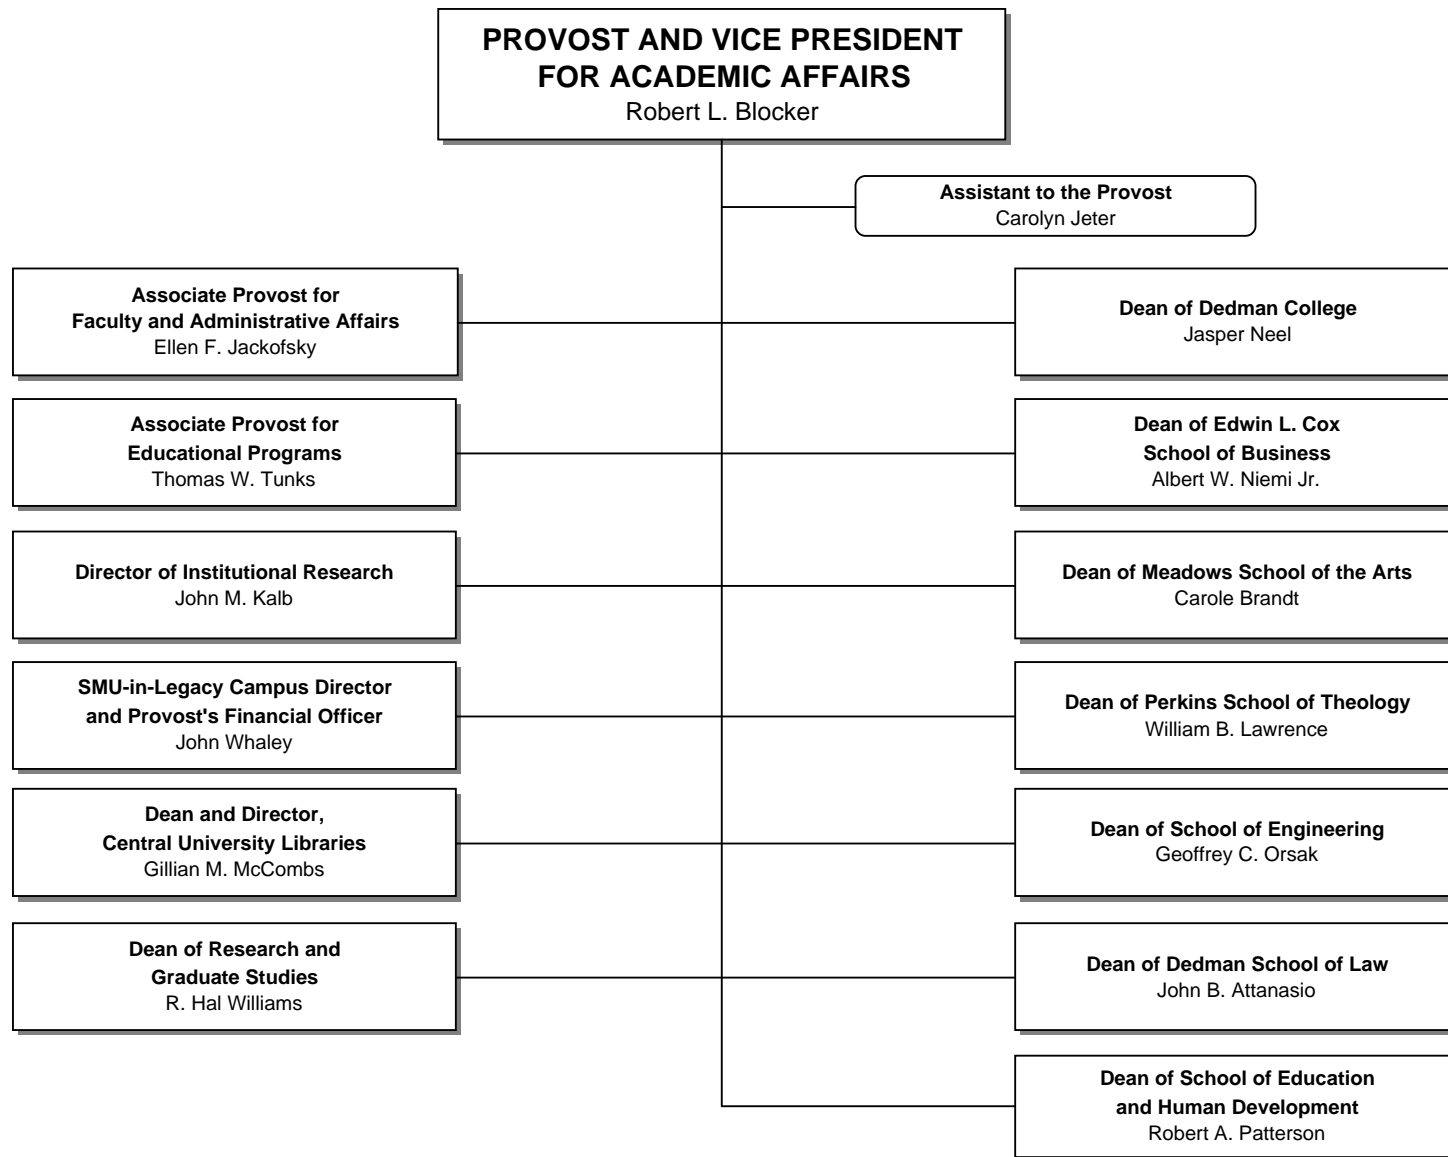 PROVOST AND VICE PRESIDENT
FOR ACADEMIC AFFAIRS
Robert L. Blocker
Assistant to the Provost
Carolyn Jeter
Associate Provost for
Faculty and Administrative Affairs
Ellen F. Jackofsky
Dean of Dedman College
Jasper Neel
Associate Provost for
Educational Programs
Thomas W. Tunks
Dean of Edwin L. Cox
School of Business
Albert W. Niemi Jr.
Director of Institutional Research
John M. Kalb
Dean of Meadows School of the Arts
Carole Brandt
SMU-in-Legacy Campus Director
and Provost's Financial Officer
John Whaley
Dean of Perkins School of Theology
William B. Lawrence
Dean and Director,
Central University Libraries
Gillian M. McCombs
Dean of School of Engineering
Geoffrey C. Orsak
Dean of Research and
Graduate Studies
R. Hal Williams
Dean of Dedman School of Law
John B. Attanasio
Dean of School of Education
and Human Development
Robert A. Patterson